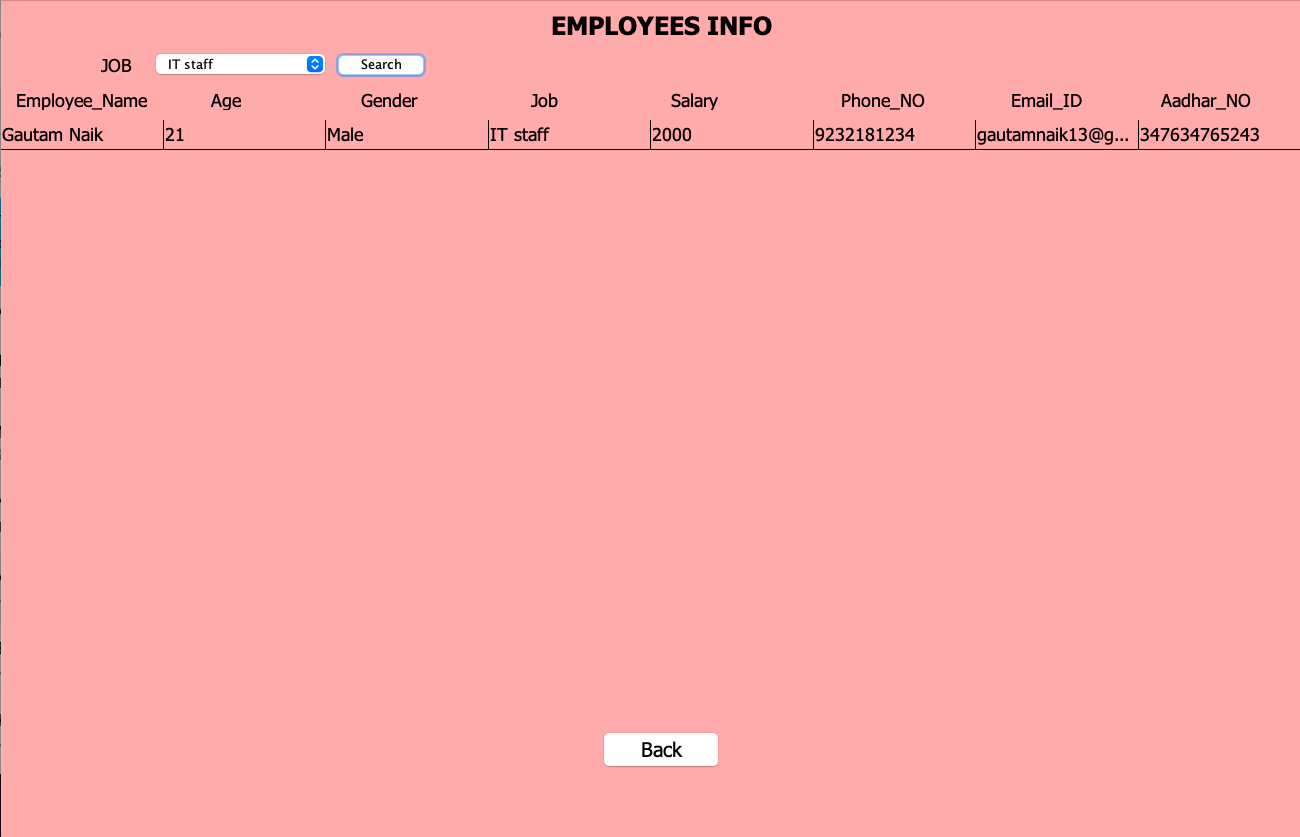 EMPLOYEES INFO
JOB IT staff Search
Employee_Name Age Gender Job Salary Phone_NO Email_ID Aadhar_NO
Gautam Naik 21 Male IT staff 2000 9232181234 gautamnaik13@g... 347634765243
Back